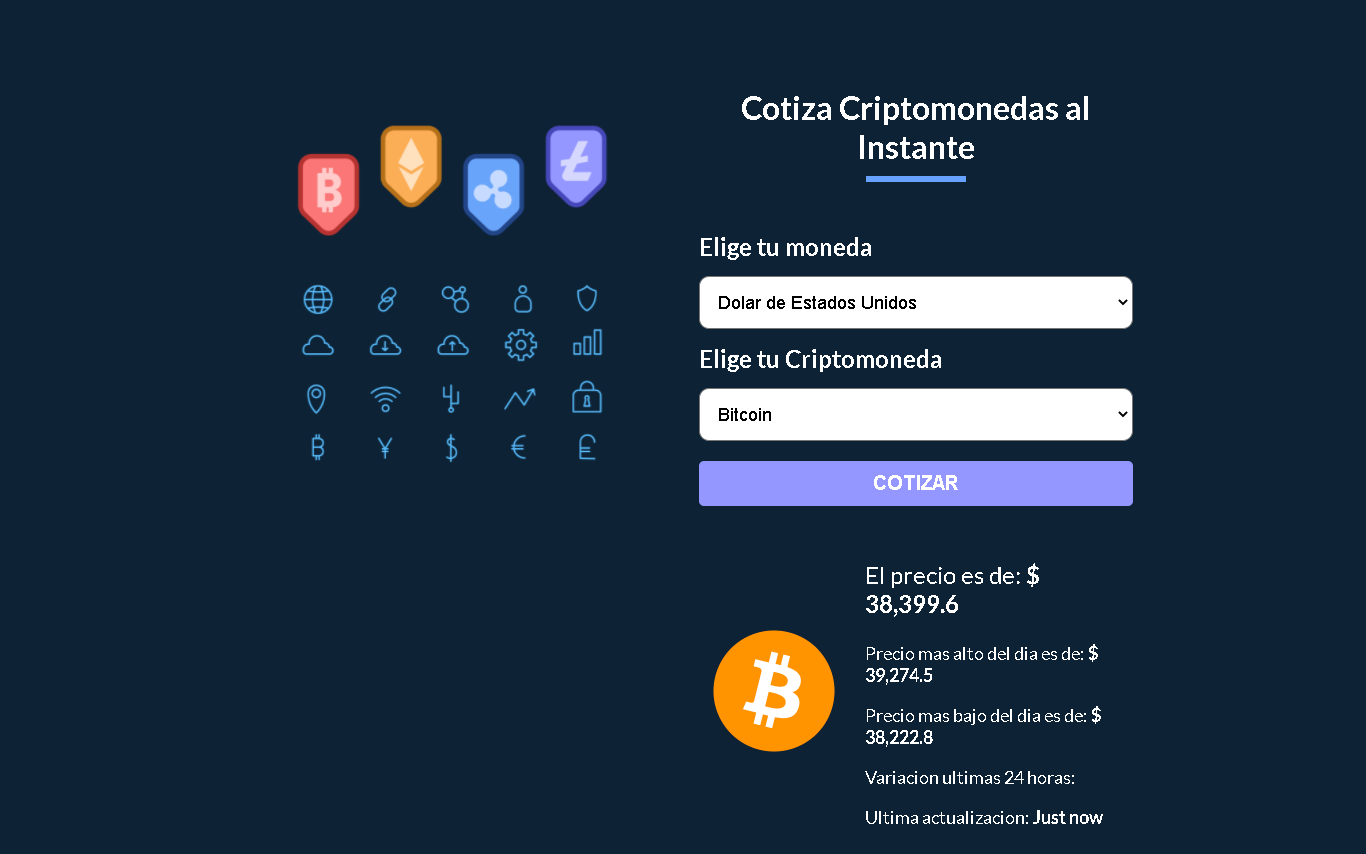 Cotiza Criptomonedas al
Instante
Elige tu moneda
Dolar de Estados Unidos
Elige tu Criptomoneda
Bitcoin
COTIZAR
El precio es de: $
38,399.6
Precio mas alto del dia es de: $
39,274.5
Precio mas bajo del dia es de: $
38,222.8
Variacion ultimas 24 horas:
Ultima actualizacion: Just now